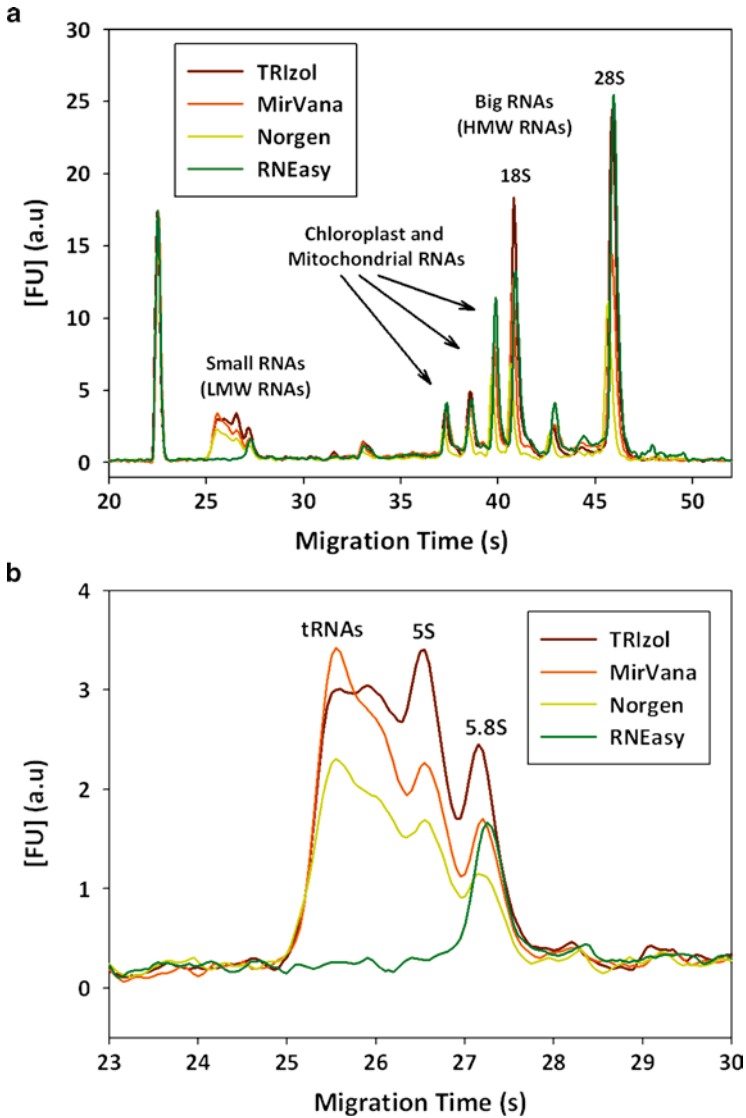 a
30
25
20
15
10
5
0
[FU] (a.u)
TRIzol
MirVana
Norgen
RNEasy
Small RNAs
(LMW RNAs)
Chloroplast and
Mitochondrial RNAs
Big RNAs
(HMW RNAs)
18S
28S
20 25 30 35 40 45 50
Migration Time (s)
b
4
3
2
1
0
[FU] (a.u)
tRNAs
5S
5.8S
TRIzol
MirVana
Norgen
RNEasy
23 24 25 26 27 28 29 30
Migration Time (s)